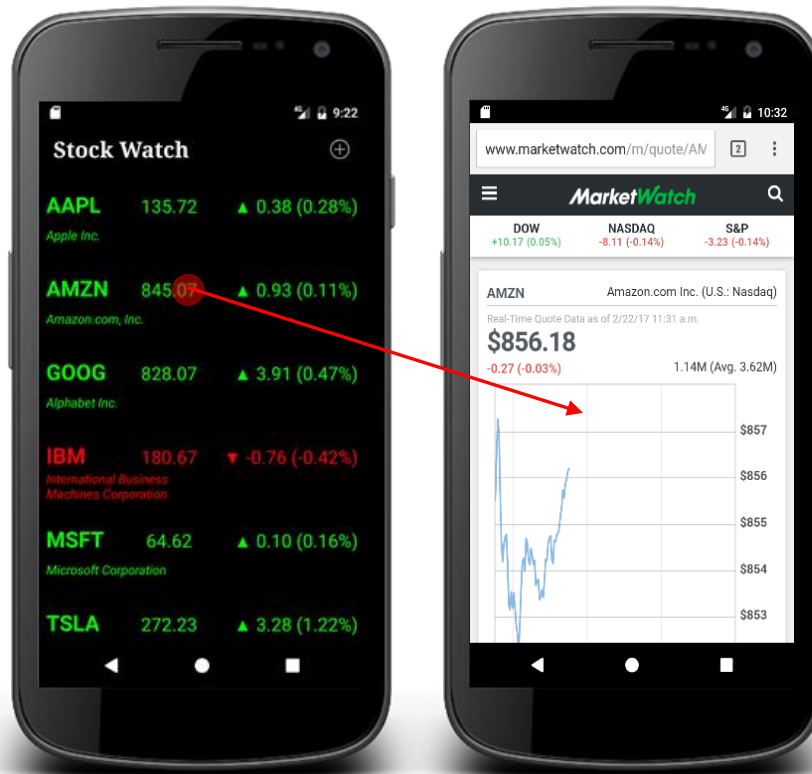 4G 9:22
Stock Watch
AAPL 135.72 ▲ 0.38 (0.28%)
Apple Inc.
AMZN 845.07 ▲ 0.93 (0.11%)
Amazon.com, Inc.
GOOG 828.07 ▲ 3.91 (0.47%)
Alphabet Inc.
IBM 180.67 ▼ -0.76 (-0.42%)
International Business
Machines Corporation
MSFT 64.62 ▲ 0.10 (0.16%)
Microsoft Corporation
TSLA 272.23 ▲ 3.28 (1.22%)
4G 10:32
www.marketwatch.com/m/quote/AM 2
MarketWatch
DOW NASDAQ S&P
+10.17 (0.05%) -8.11 (-0.14%) -3.23 (-0.14%)
AMZN Amazon.com Inc. (U.S.: Nasdaq)
Real-Time Quote Data as of 2/22/17 11:31 a.m.
$856.18
-0.27 (-0.03%) 1.14M (Avg. 3.62M)
$857
$856
$855
$854
$853